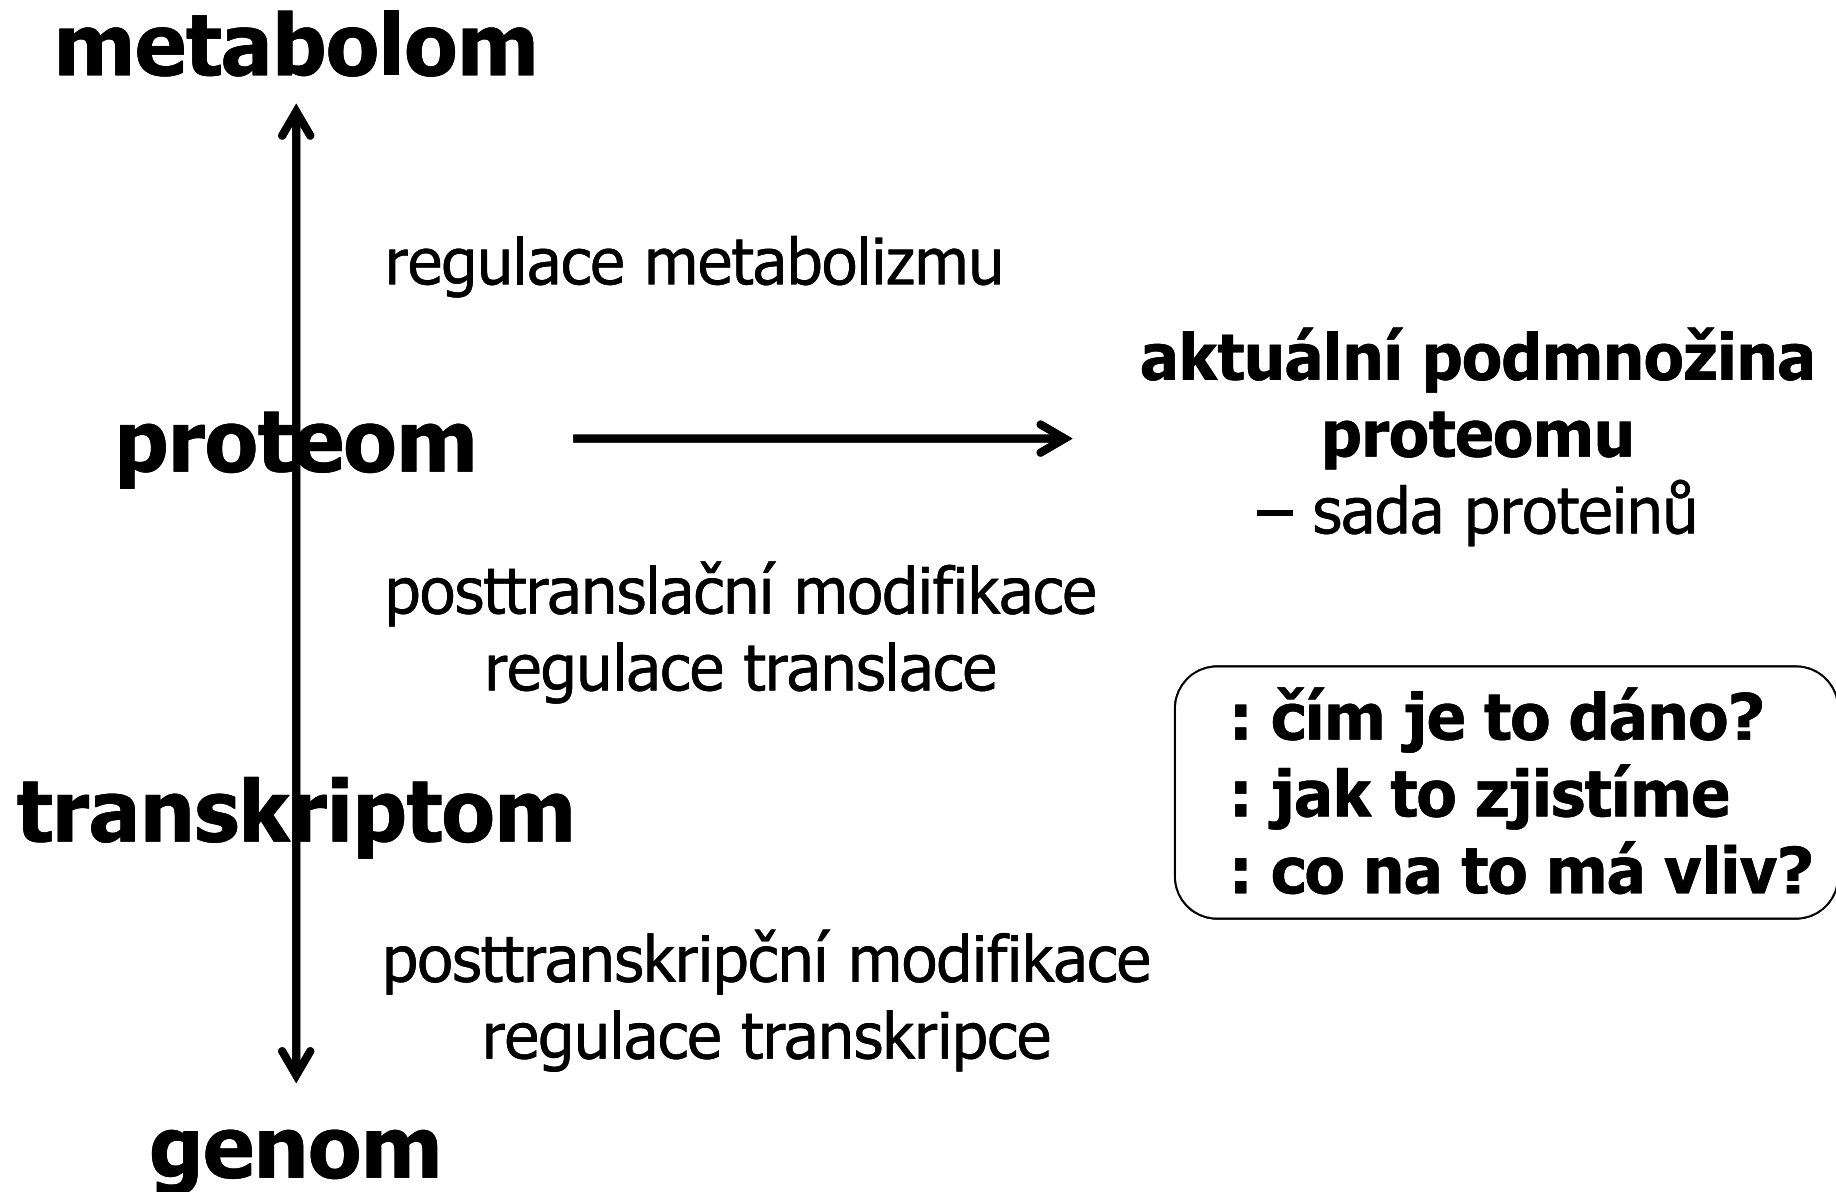 metabolom
regulace metabolizmu
aktuální podmnožina
proteomu
– sada proteinů
proteom
posttranslační modifikace
regulace translace
: čím je to dáno?
: jak to zjistíme
: co na to má vliv?
transkriptom
posttranskripční modifikace
regulace transkripce
genom